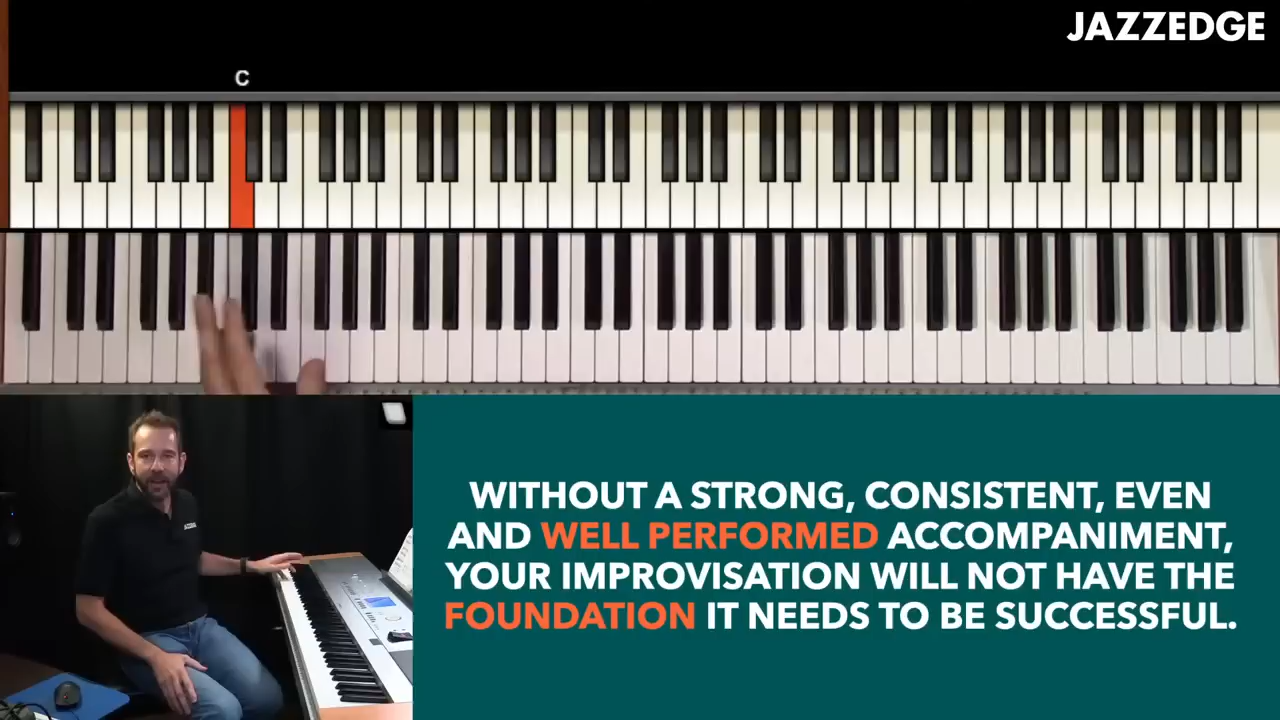 JAZZEDGE
C
WITHOUT A STRONG, CONSISTENT, EVEN
AND WELL PERFORMED ACCOMPANIMENT,
YOUR IMPROVISATION WILL NOT HAVE THE
FOUNDATION IT NEEDS TO BE SUCCESSFUL.